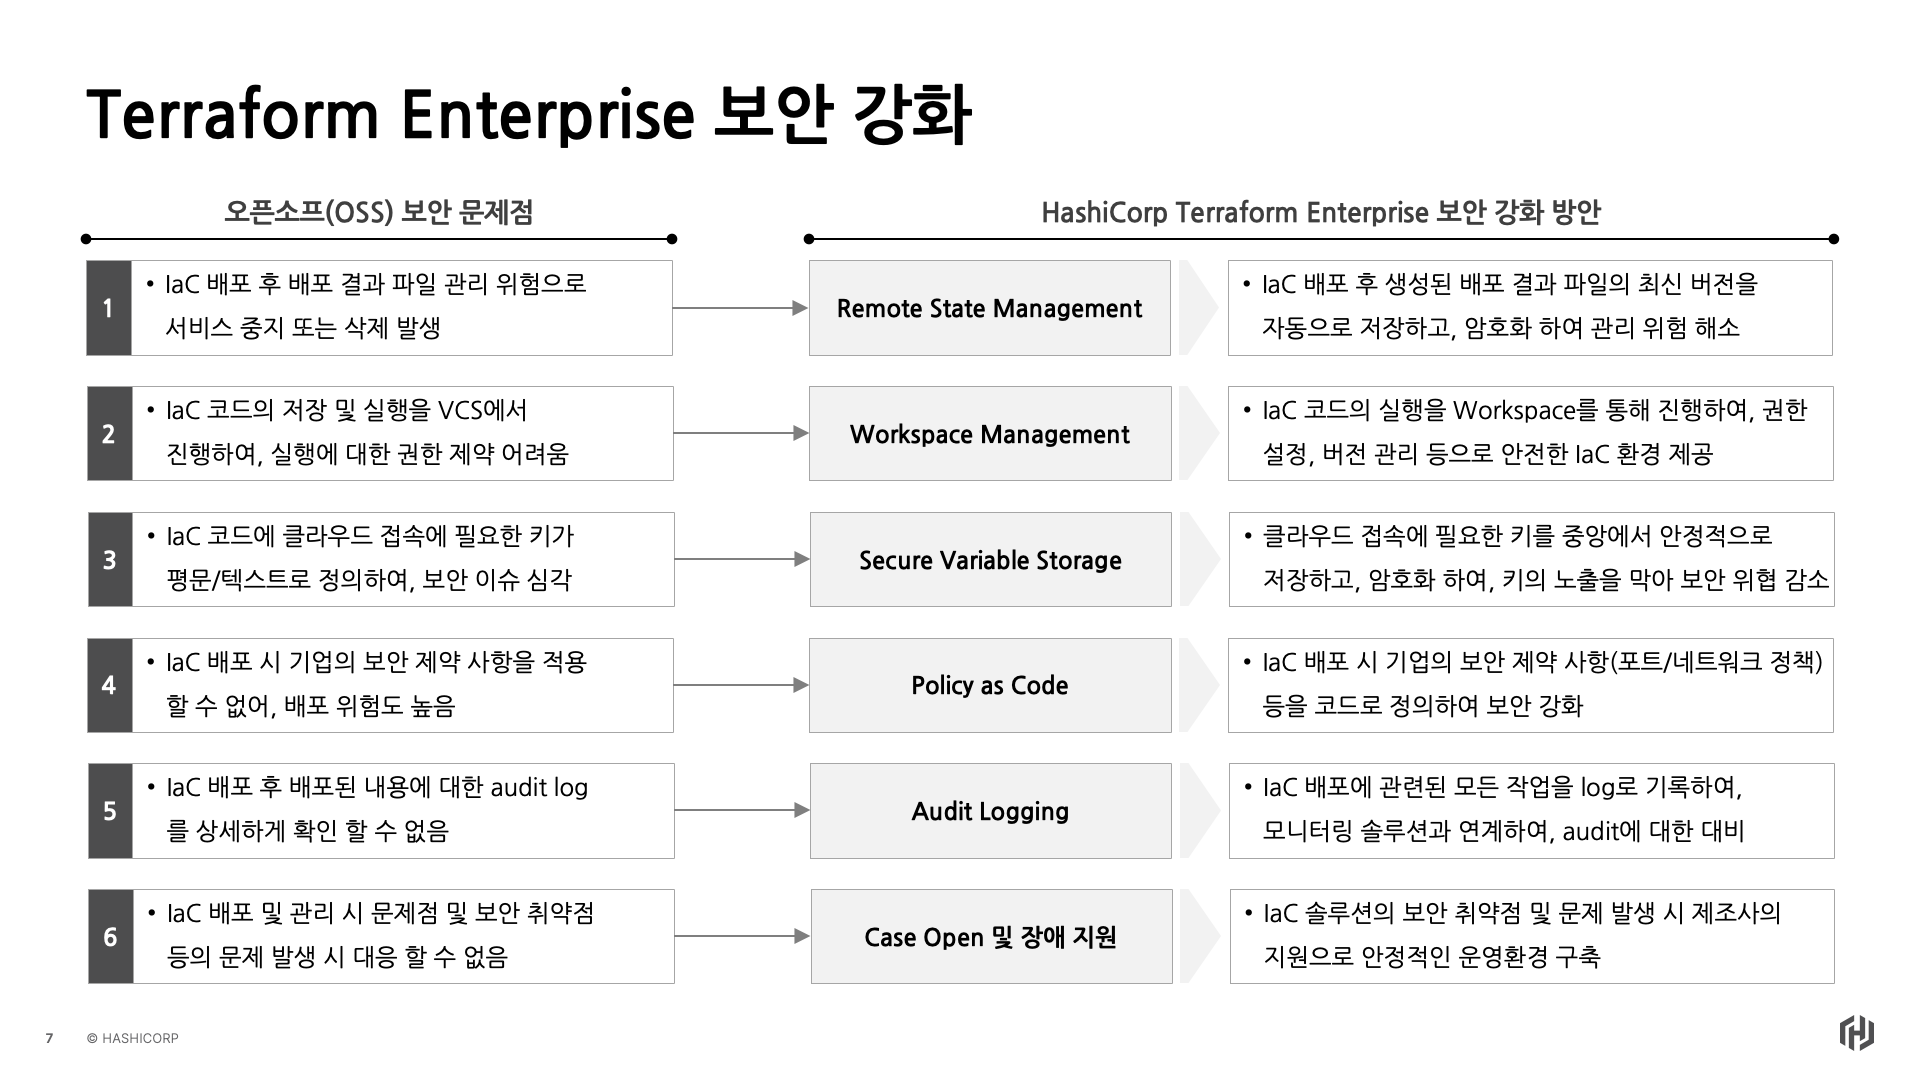 Terraform Enterprise 보안 강화
오픈소프(OSS) 보안 문제점
HashiCorp Terraform Enterprise 보안 강화 방안
1
• IaC 배포 후 배포 결과 파일 관리 위험으로
서비스 중지 또는 삭제 발생
Remote State Management
• IaC 배포 후 생성된 배포 결과 파일의 최신 버전을
자동으로 저장하고, 암호화 하여 관리 위험 해소
2
• IaC 코드의 저장 및 실행을 VCS에서
진행하여, 실행에 대한 권한 제약 어려움
Workspace Management
• IaC 코드의 실행을 Workspace를 통해 진행하여, 권한
설정, 버전 관리 등으로 안전한 IaC 환경 제공
3
• IaC 코드에 클라우드 접속에 필요한 키가
평문/텍스트로 정의하여, 보안 이슈 심각
Secure Variable Storage
• 클라우드 접속에 필요한 키를 중앙에서 안정적으로
저장하고, 암호화 하여, 키의 노출을 막아 보안 위협 감소
4
• IaC 배포 시 기업의 보안 제약 사항을 적용
할 수 없어, 배포 위험도 높음
Policy as Code
• IaC 배포 시 기업의 보안 제약 사항(포트/네트워크 정책)
등을 코드로 정의하여 보안 강화
5
• IaC 배포 후 배포된 내용에 대한 audit log
를 상세하게 확인 할 수 없음
Audit Logging
• IaC 배포에 관련된 모든 작업을 log로 기록하여,
모니터링 솔루션과 연계하여, audit에 대한 대비
6
• IaC 배포 및 관리 시 문제점 및 보안 취약점
등의 문제 발생 시 대응 할 수 없음
Case Open 및 장애 지원
• IaC 솔루션의 보안 취약점 및 문제 발생 시 제조사의
지원으로 안정적인 운영환경 구축
7
© HASHICORP